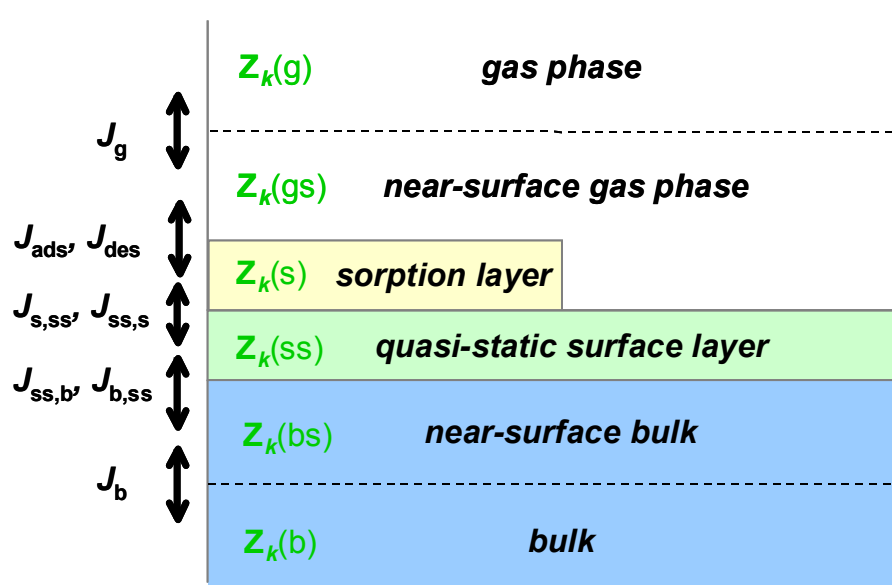 Z_k(g) gas phase
J_g
Z_k(gs) near-surface gas phase
J_ads, J_des
Z_k(s) sorption layer
J_s,ss, J_ss,s
Z_k(ss) quasi-static surface layer
J_ss,b, J_b,ss
Z_k(bs) near-surface bulk
J_b
Z_k(b) bulk